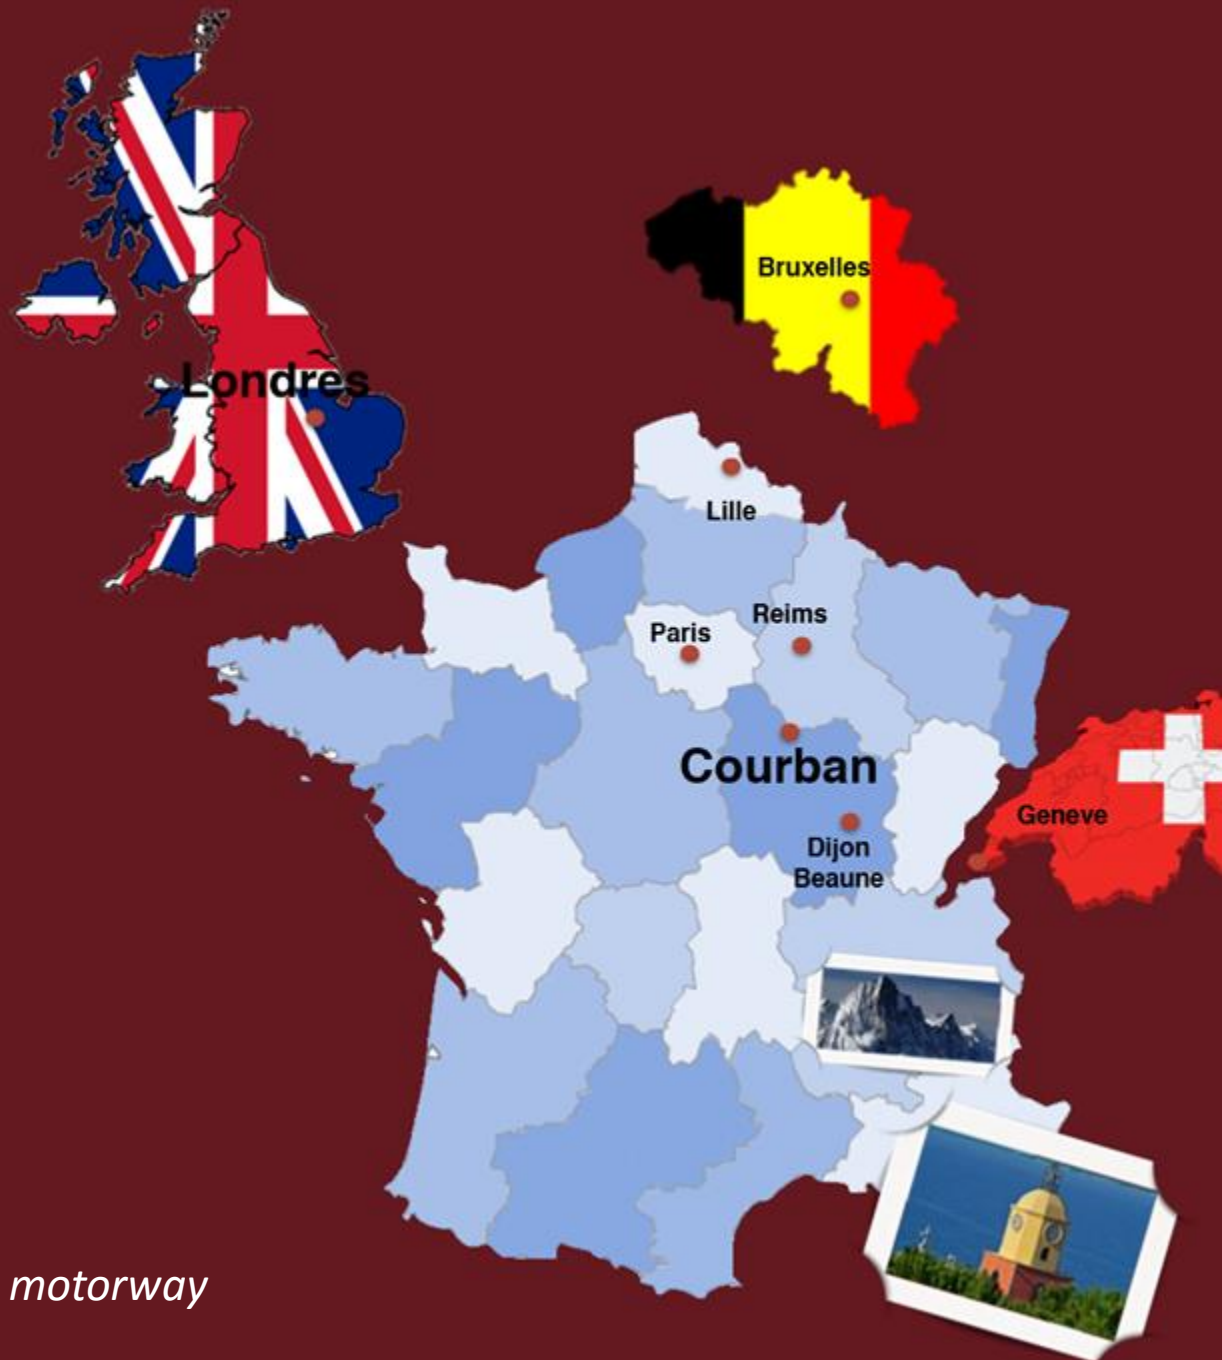 Bruxelles
Londres
Lille
Reims
Paris
Courban
Geneve
Dijon
Beaune
motorway